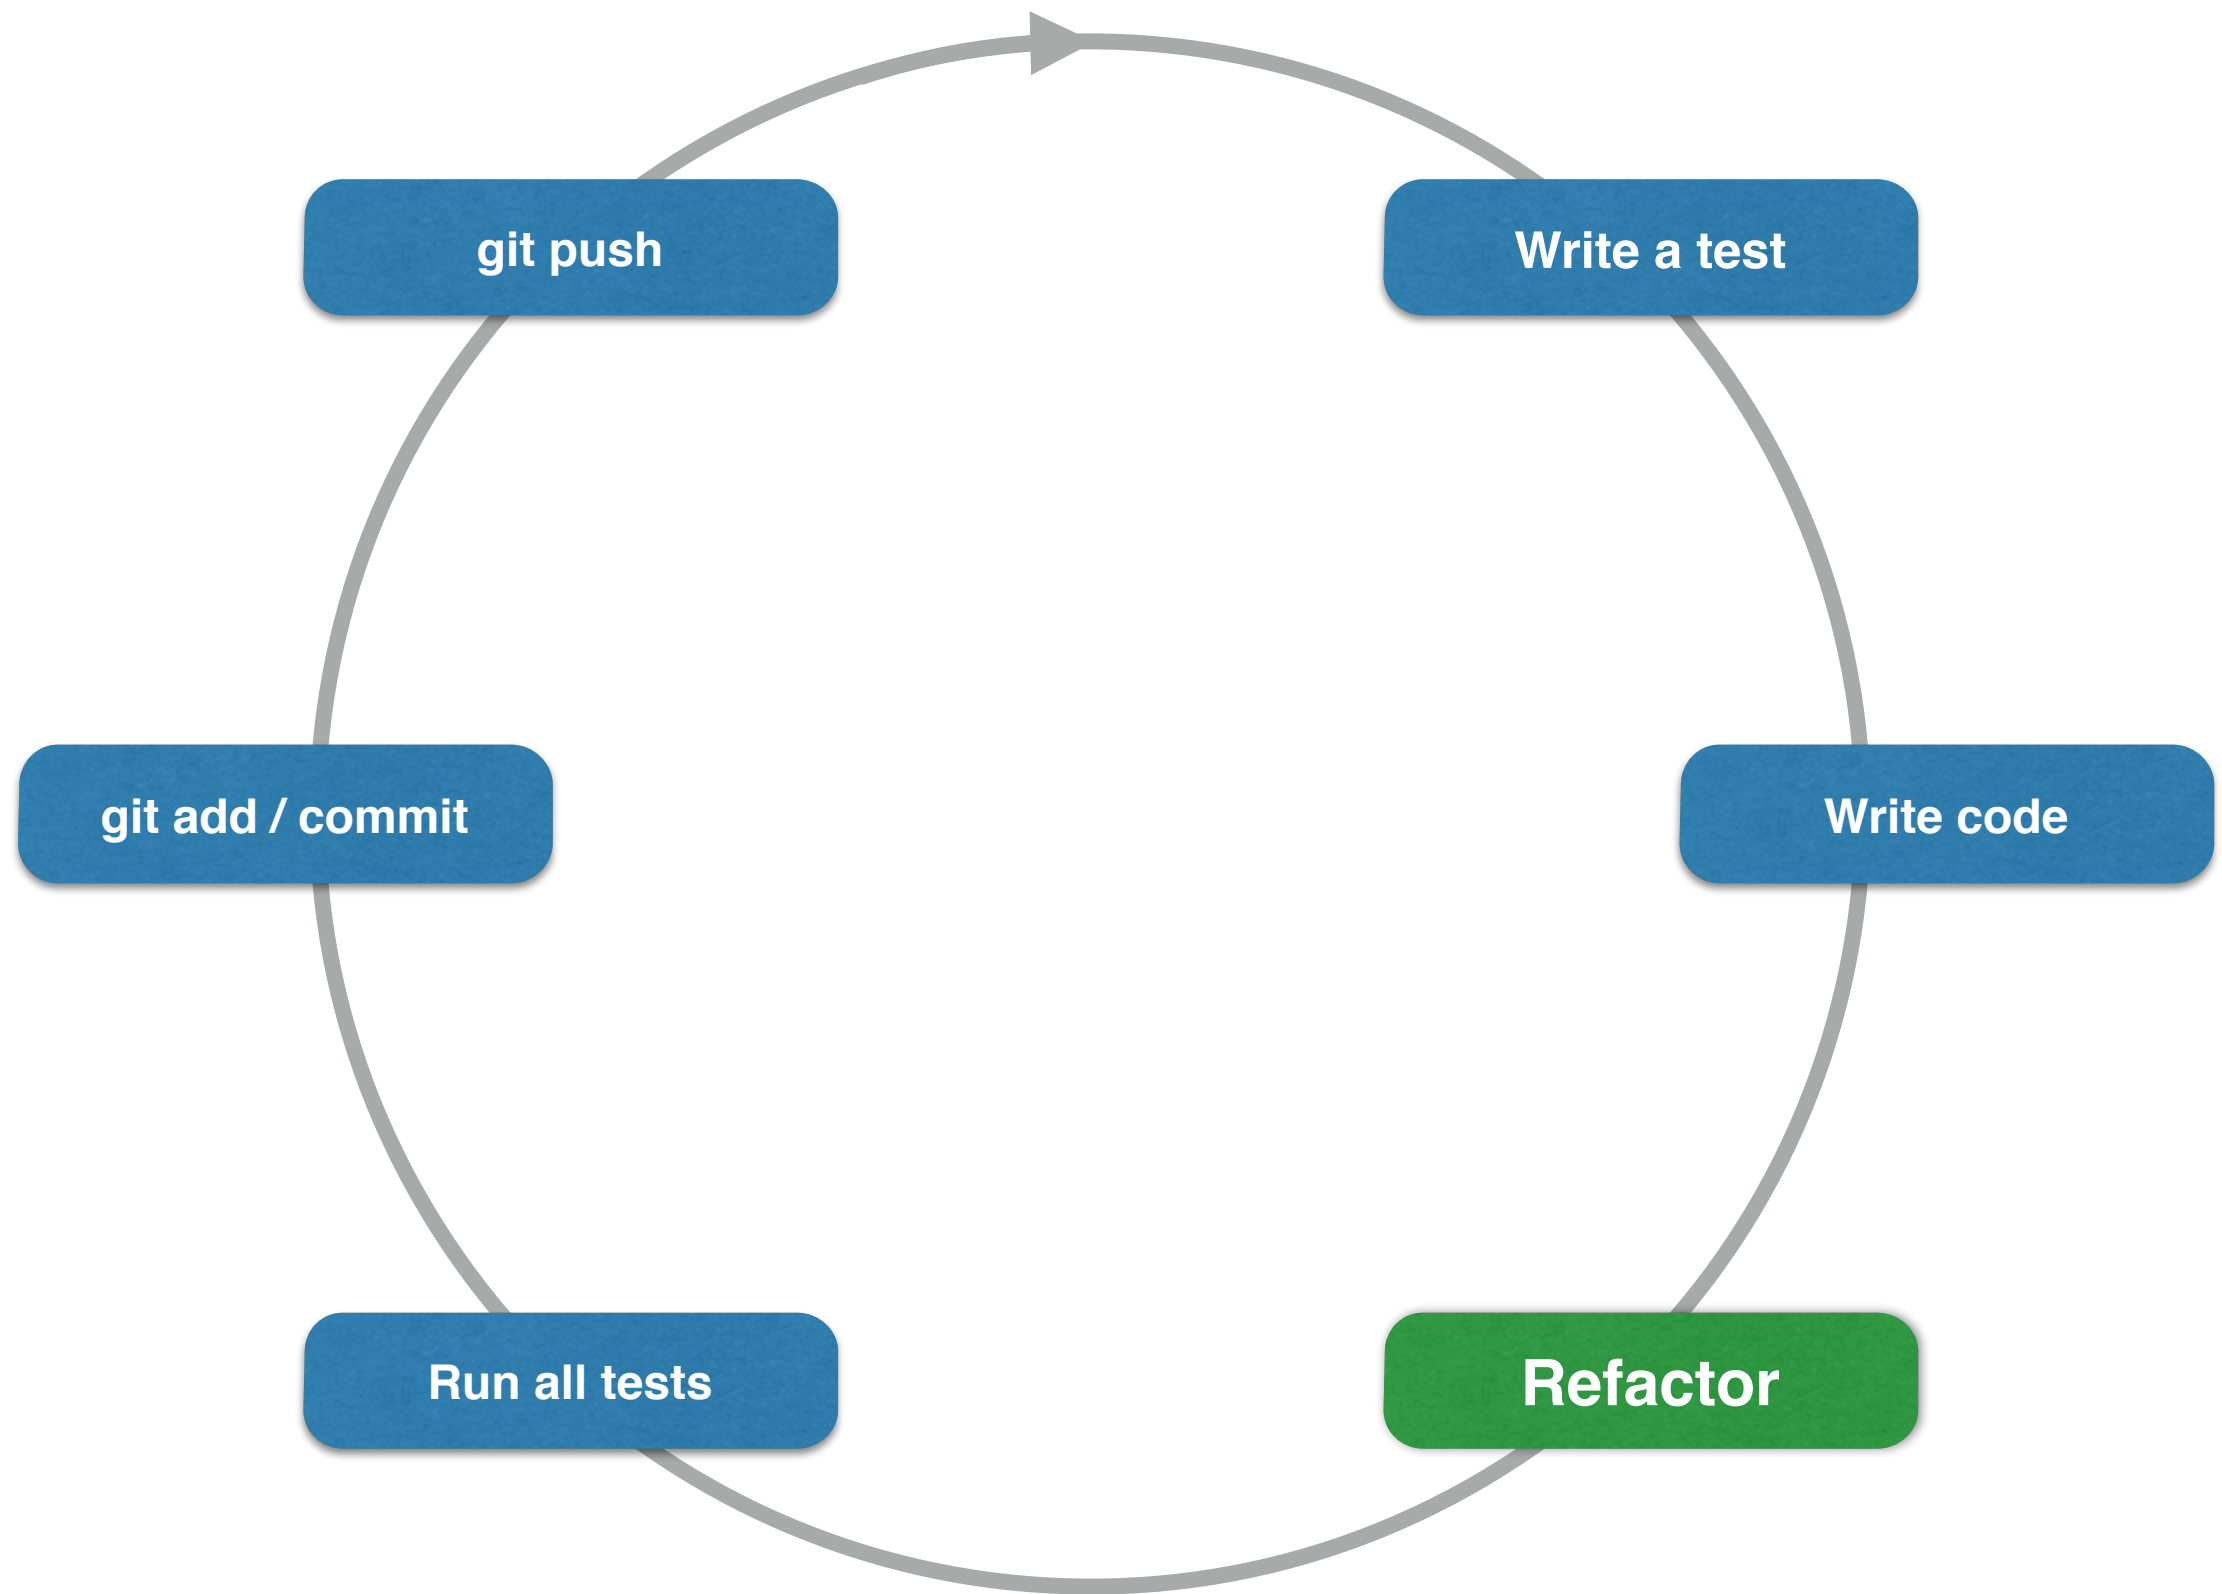 git push
Write a test
git add / commit
Write code
Run all tests
Refactor